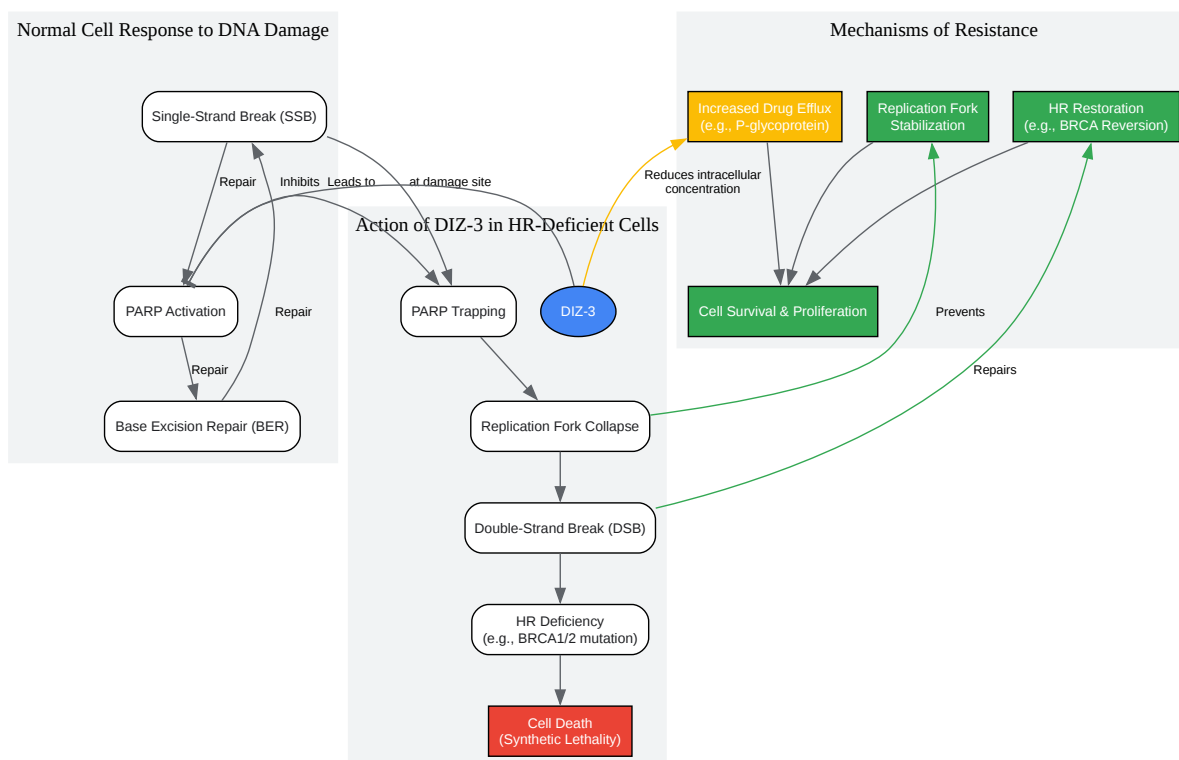 Normal Cell Response to DNA Damage
Mechanisms of Resistance
Single-Strand Break (SSB)
Increased Drug Efflux
(e.g., P-glycoprotein)
Replication Fork
Stabilization
HR Restoration
(e.g., BRCA Reversion)
Repair
Inhibits
Leads to
at damage site
Reduces intracellular
concentration
Action of DIZ-3 in HR-Deficient Cells
PARP Activation
Repair
PARP Trapping
DIZ-3
Cell Survival & Proliferation
Prevents
Repair
Repairs
Base Excision Repair (BER)
Replication Fork Collapse
Double-Strand Break (DSB)
HR Deficiency
(e.g., BRCA1/2 mutation)
Cell Death
(Synthetic Lethality)